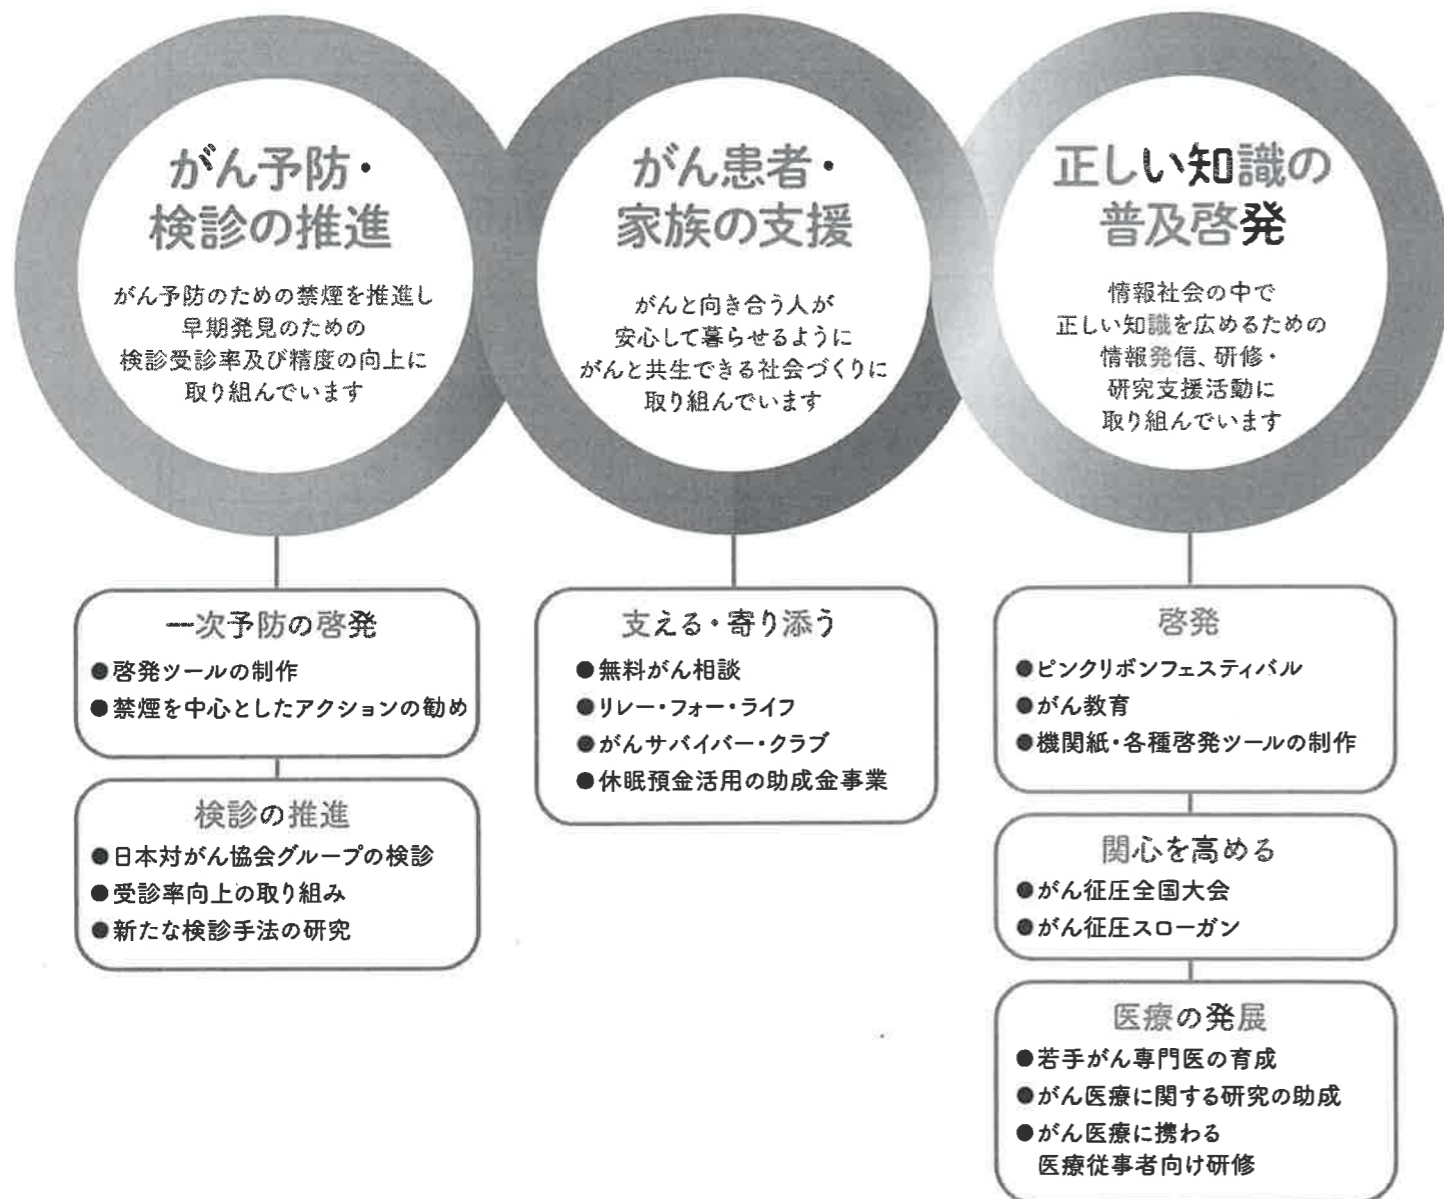 がん予防・
検診の推進
がん予防のための禁煙を推進し
早期発見のための
検診受診率及び精度の向上に
取り組んでいます
一次予防の啓発
●啓発ツールの制作
●禁煙を中心としたアクションの勧め
検診の推進
●日本対がん協会グループの検診
●受診率向上の取り組み
●新たな検診手法の研究
がん患者・
家族の支援
がんと向き合う人が
安心して暮らせるように
がんと共生できる社会づくりに
取り組んでいます
支える・寄り添う
●無料がん相談
●リレー・フォー・ライフ
●がんサバイバー・クラブ
●休眠預金活用の助成金事業
正しい知識の
普及啓発
情報社会の中で
正しい知識を広めるための
情報発信、研修・
研究支援活動に
取り組んでいます
啓発
●ピンクリボンフェスティバル
●がん教育
●機関紙・各種啓発ツールの制作
関心を高める
●がん征圧全国大会
●がん征圧スローガン
医療の発展
●若手がん専門医の育成
●がん医療に関する研究の助成
●がん医療に携わる
医療従事者向け研修